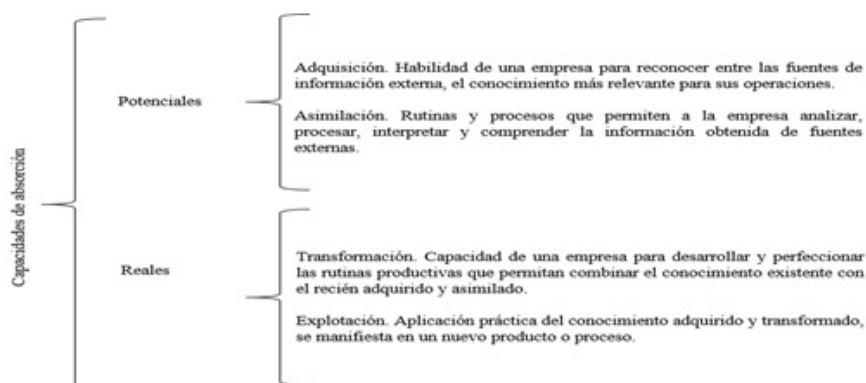 Capacidades de absorción
Potenciales
Adquisición. Habilidad de una empresa para reconocer entre las fuentes de
información externa, el conocimiento más relevante para sus operaciones.
Asimilación. Rutinas y procesos que permiten a la empresa analizar,
procesar, interpretar y comprender la información obtenida de fuentes
externas.
Reales
Transformación. Capacidad de una empresa para desarrollar y perfeccionar
las rutinas productivas que permitan combinar el conocimiento existente con
el recién adquirido y asimilado.
Explotación. Aplicación práctica del conocimiento adquirido y transformado,
se manifiesta en un nuevo producto o proceso.